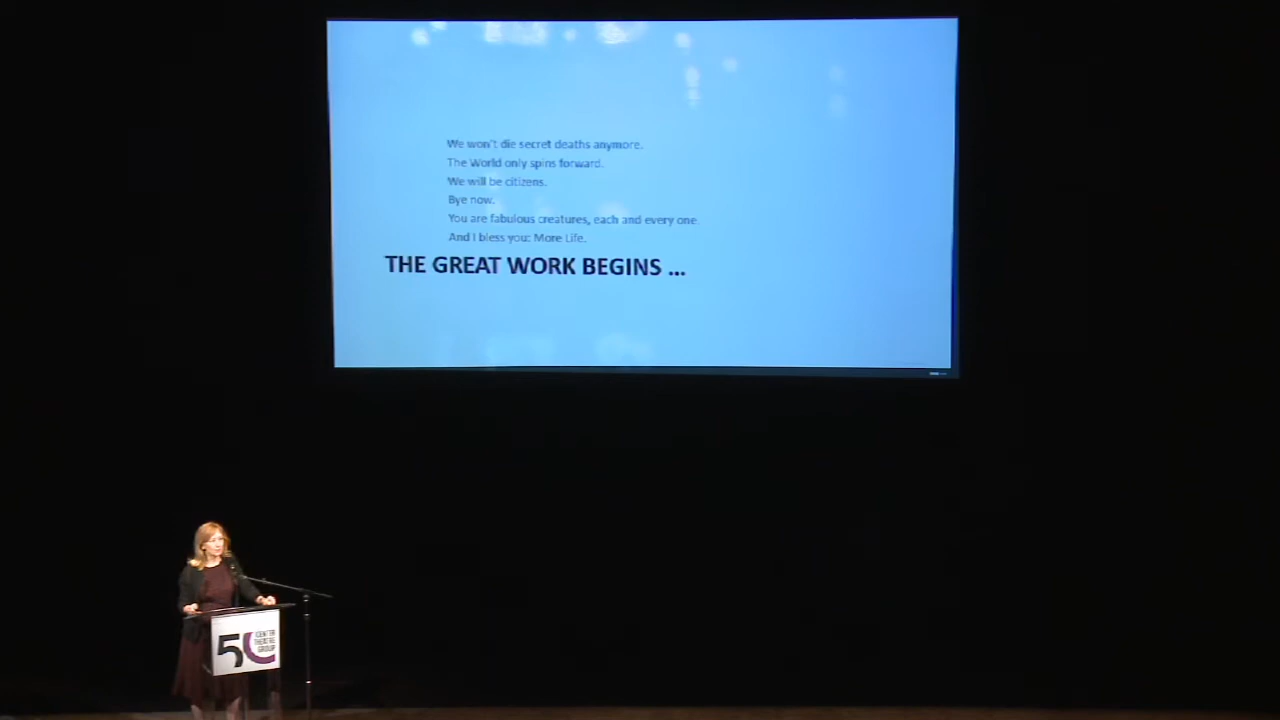 We won't die secret deaths anymore.
The World only spins forward.
We will be citizens.
Bye now.
You are fabulous creatures, each and every one.
And I bless you: More Life.
THE GREAT WORK BEGINS ...
50
CENTER
THEATRE
GROUP